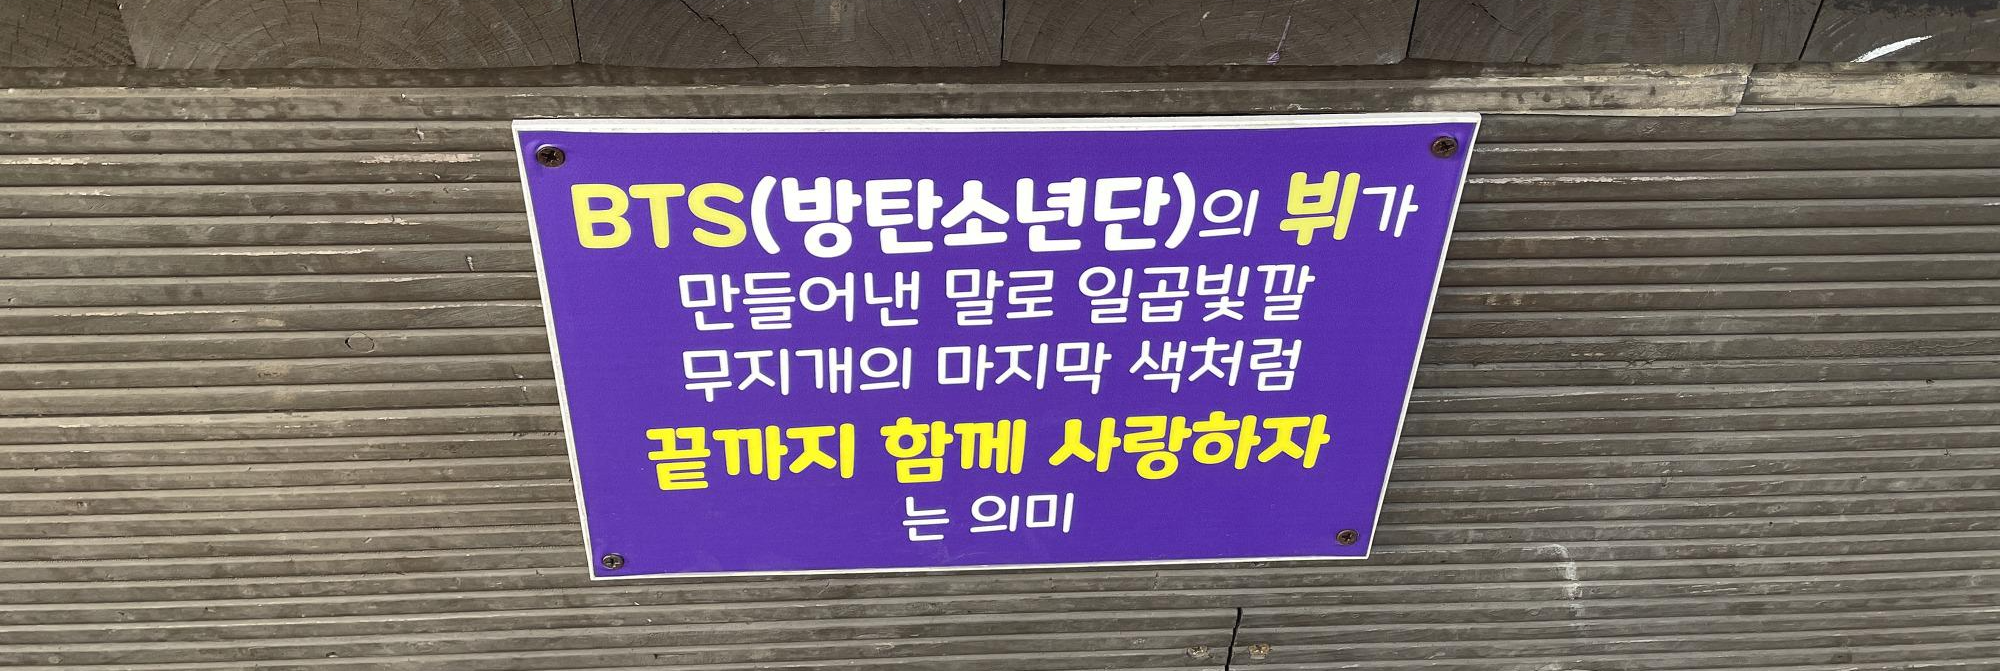 BTS(방탄소년단)의 뷔가
만들어낸 말로 일곱빛깔
무지개의 마지막 색처럼
끝까지 함께 사랑하자
는 의미